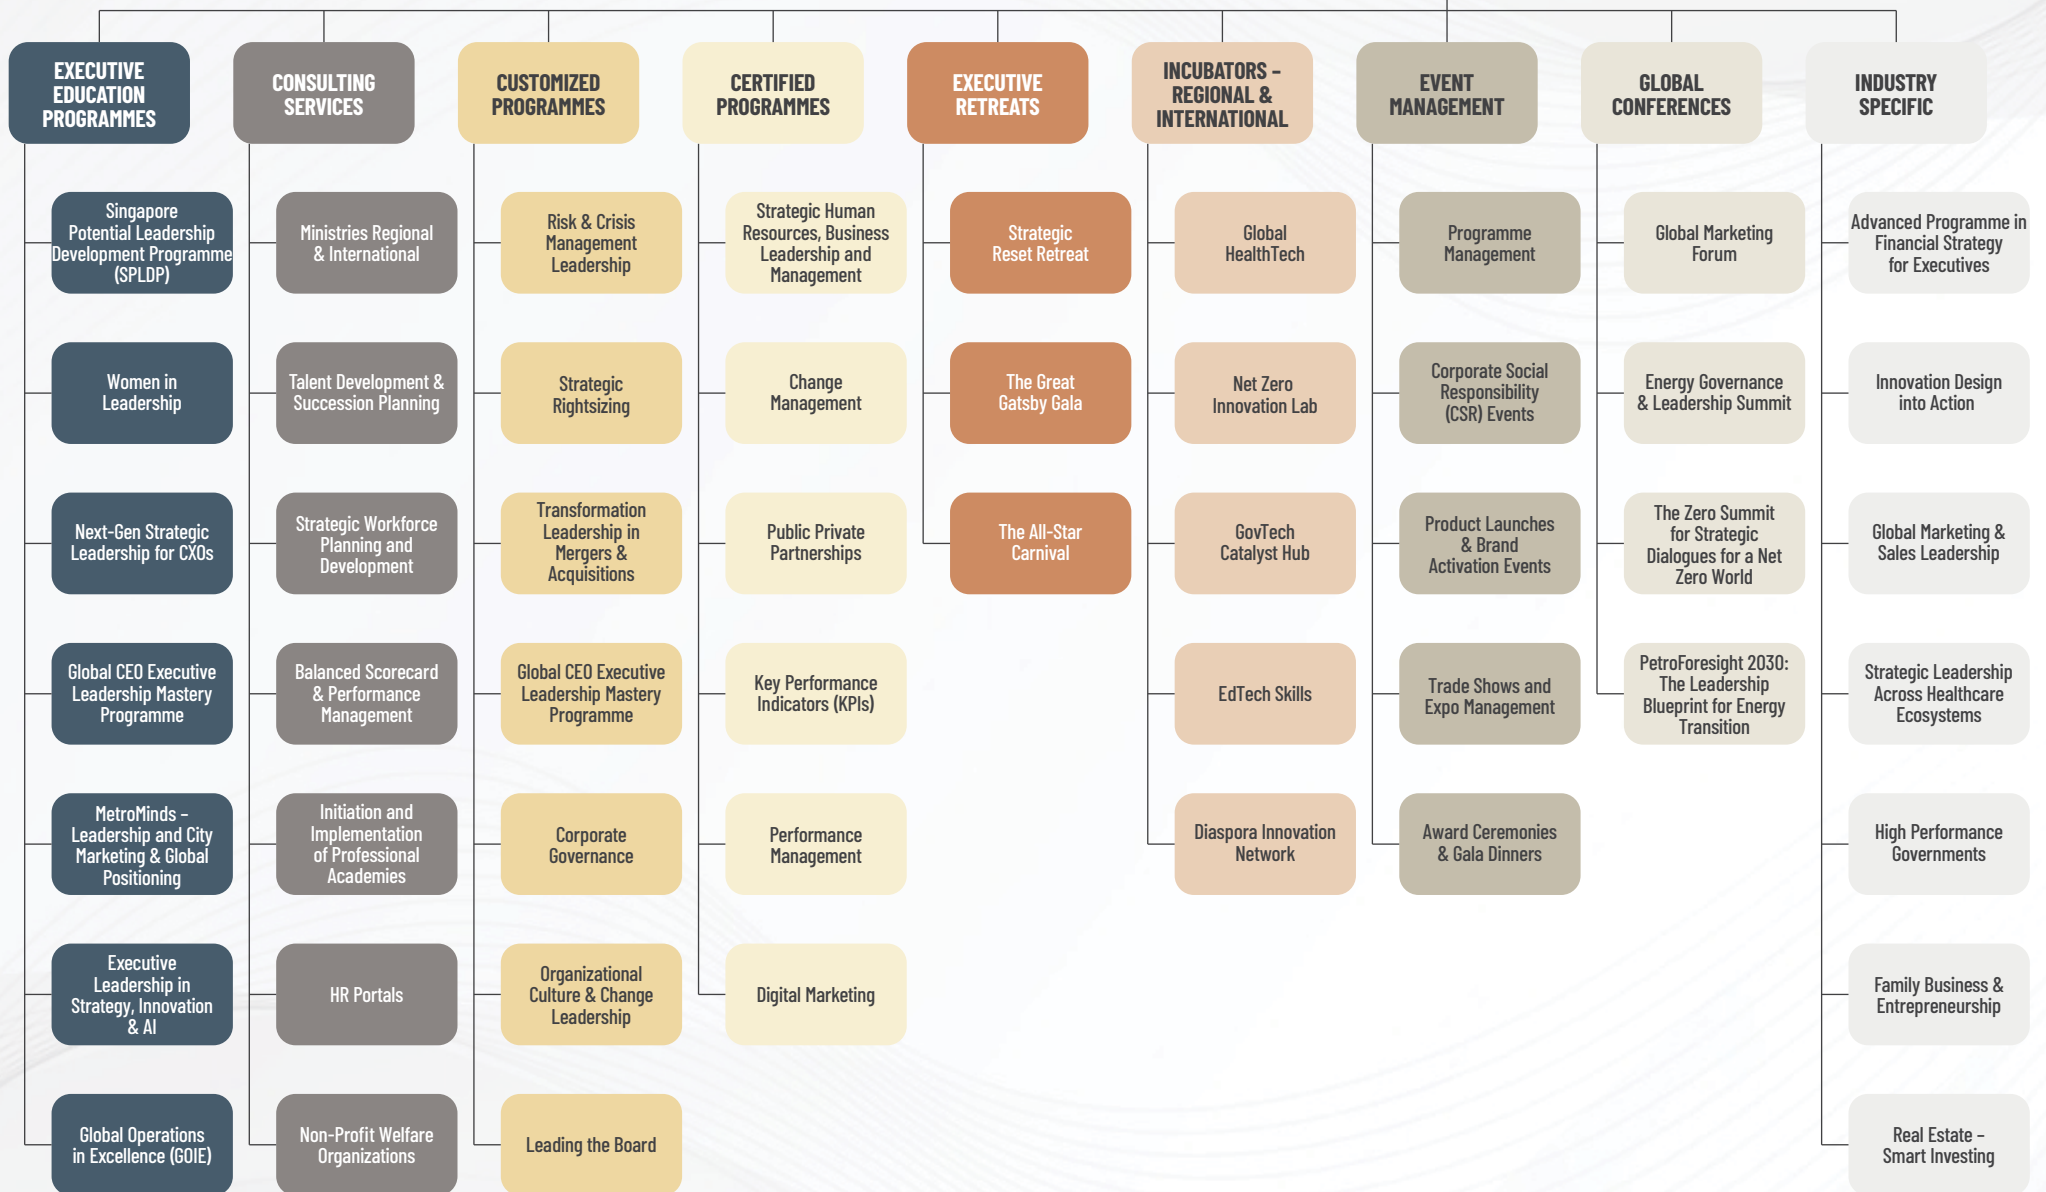 EXECUTIVE
EDUCATION
PROGRAMMES
Singapore
Potential Leadership
Development Programme
(SPLDP)
Women in
Leadership
Next-Gen Strategic
Leadership for CXOs
Global CEO Executive
Leadership Mastery
Programme
MetroMinds –
Leadership and City
Marketing & Global
Positioning
Executive
Leadership in
Strategy, Innovation
& AI
Global Operations
in Excellence (GOIE)
CONSULTING
SERVICES
Ministries Regional
& International
Talent Development &
Succession Planning
Strategic Workforce
Planning and
Development
Balanced Scorecard
& Performance
Management
Initiation and
Implementation
of Professional
Academies
HR Portals
Non-Profit Welfare
Organizations
CUSTOMIZED
PROGRAMMES
Risk & Crisis
Management
Leadership
Strategic
Rightsizing
Transformation
Leadership in
Mergers &
Acquisitions
Global CEO Executive
Leadership Mastery
Programme
Corporate
Governance
Organizational
Culture & Change
Leadership
Leading the Board
CERTIFIED
PROGRAMMES
Strategic Human
Resources, Business
Leadership and
Management
Change
Management
Public Private
Partnerships
Key Performance
Indicators (KPIs)
Performance
Management
Digital Marketing
EXECUTIVE
RETREATS
Strategic
Reset Retreat
The Great
Gatsby Gala
The All-Star
Carnival
INCUBATORS –
REGIONAL &
INTERNATIONAL
Global
HealthTech
Net Zero
Innovation Lab
GovTech
Catalyst Hub
EdTech Skills
Diaspora Innovation
Network
EVENT
MANAGEMENT
Programme
Management
Corporate Social
Responsibility
(CSR) Events
Product Launches
& Brand
Activation Events
Trade Shows and
Expo Management
Award Ceremonies
& Gala Dinners
GLOBAL
CONFERENCES
Global Marketing
Forum
Energy Governance
& Leadership Summit
The Zero Summit
for Strategic
Dialogues for a Net
Zero World
PetroForesight 2030:
The Leadership
Blueprint for Energy
Transition
INDUSTRY
SPECIFIC
Advanced Programme in
Financial Strategy
for Executives
Innovation Design
into Action
Global Marketing &
Sales Leadership
Strategic Leadership
Across Healthcare
Ecosystems
High Performance
Governments
Family Business &
Entrepreneurship
Real Estate –
Smart Investing